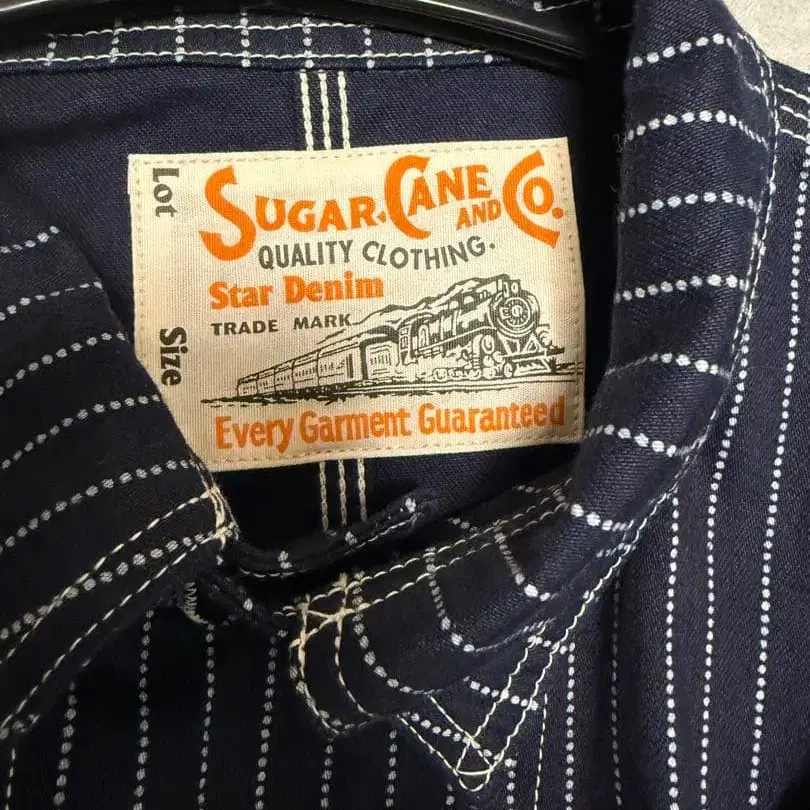 Lot
Size
SUGAR CANE AND CO.
QUALITY CLOTHING.
Star Denim
TRADE MARK
Every Garment Guaranteed